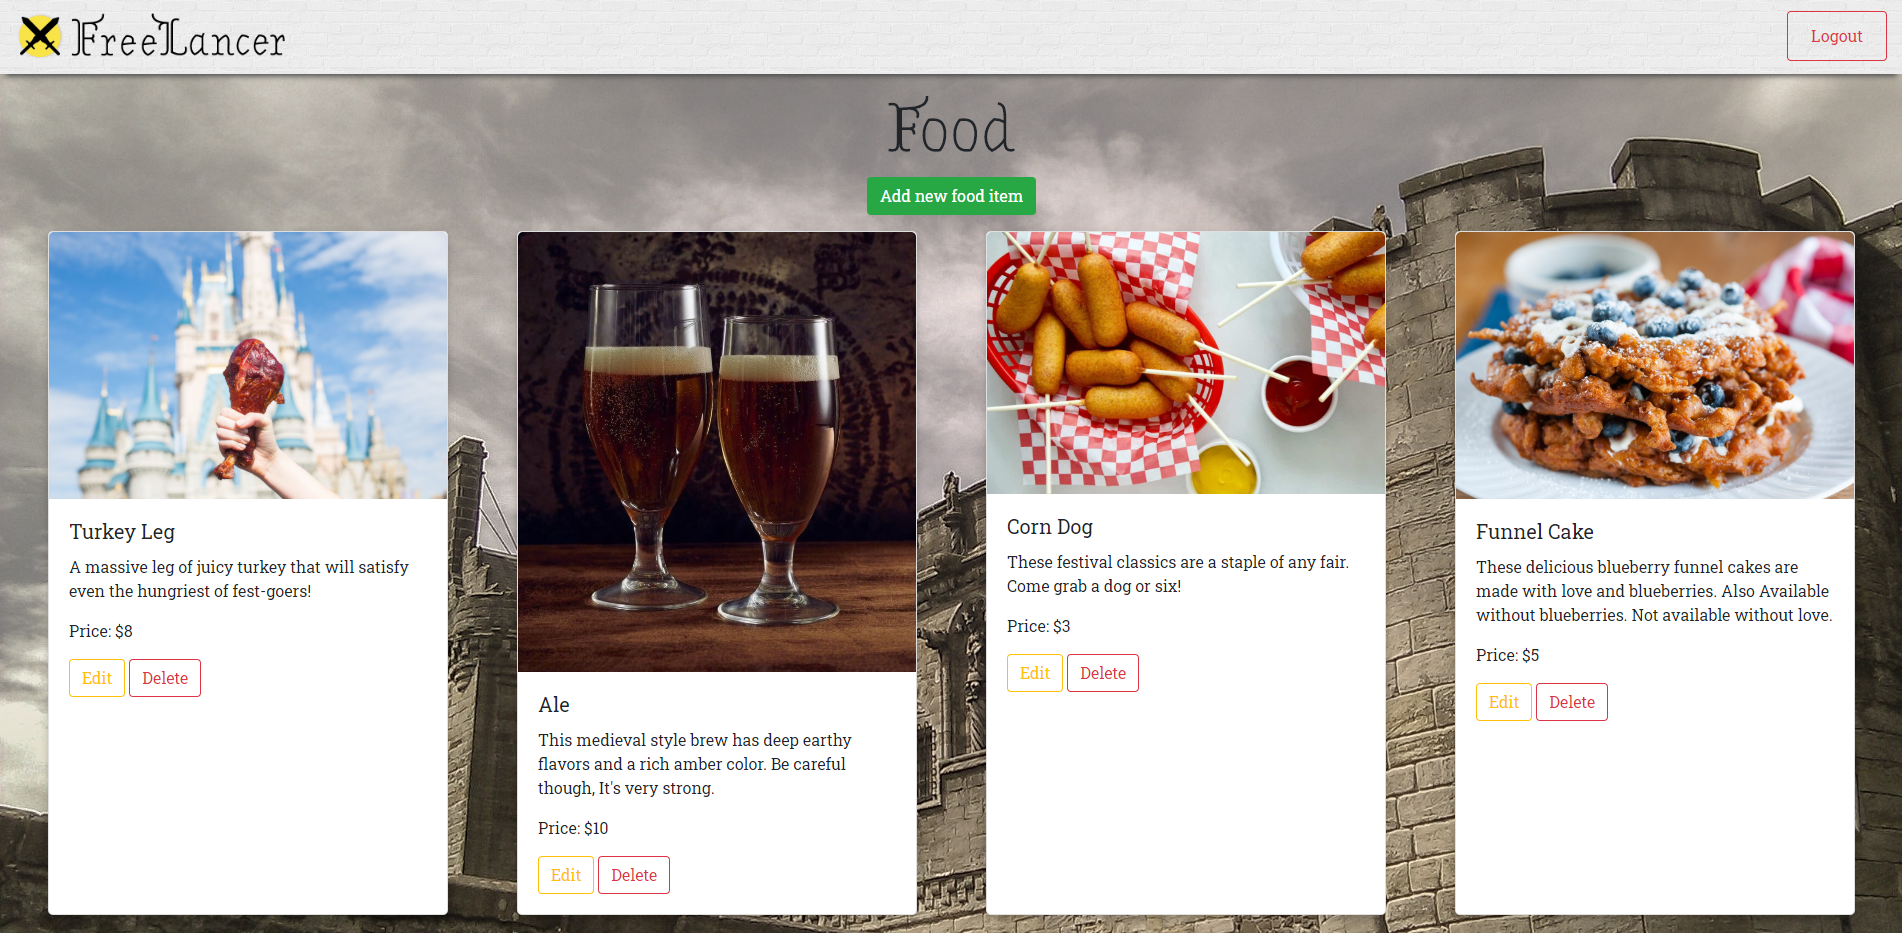 FreeLancer
Logout
Food
Add new food item
Turkey Leg
A massive leg of juicy turkey that will satisfy
even the hungriest of fest-goers!
Price: $8
Edit Delete
Ale
This medieval style brew has deep earthy
flavors and a rich amber color. Be careful
though, It's very strong.
Price: $10
Edit Delete
Corn Dog
These festival classics are a staple of any fair.
Come grab a dog or six!
Price: $3
Edit Delete
Funnel Cake
These delicious blueberry funnel cakes are
made with love and blueberries. Also Available
without blueberries. Not available without love.
Price: $5
Edit Delete